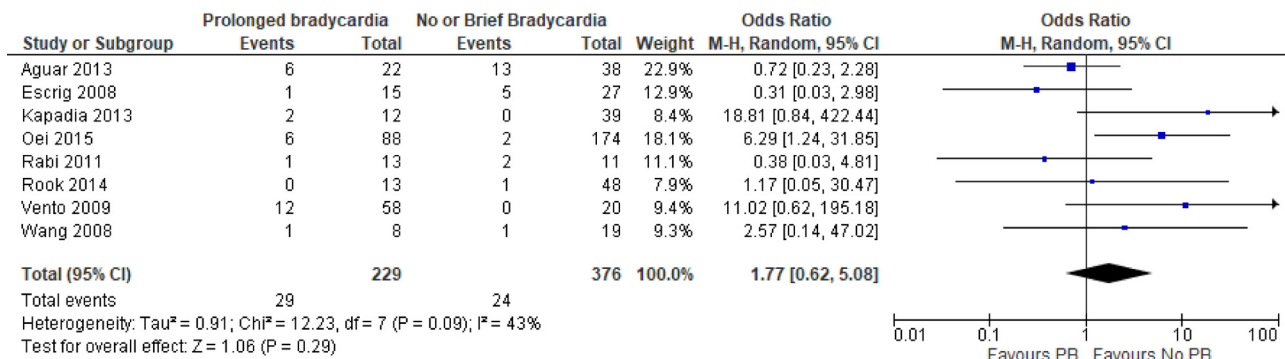 Prolonged bradycardia No or Brief Bradycardia Odds Ratio Odds Ratio
Study or Subgroup Events Total Events Total Weight M-H, Random, 95% CI M-H, Random, 95% CI
Aguar 2013 6 22 13 38 22.9% 0.72 [0.23, 2.28]
Escrig 2008 1 15 5 27 12.9% 0.31 [0.03, 2.98]
Kapadia 2013 2 12 0 39 8.4% 18.81 [0.84, 422.44]
Oei 2015 6 88 2 174 18.1% 6.29 [1.24, 31.85]
Rabi 2011 1 13 2 11 11.1% 0.38 [0.03, 4.81]
Rook 2014 0 13 1 48 7.9% 1.17 [0.05, 30.47]
Vento 2009 12 58 0 20 9.4% 11.02 [0.62, 195.18]
Wang 2008 1 8 1 19 9.3% 2.57 [0.14, 47.02]
Total (95% CI) 229 376 100.0% 1.77 [0.62, 5.08]
Total events 29 24
Heterogeneity: Tau² = 0.91; Chi² = 12.23, df = 7 (P = 0.09); I² = 43%
Test for overall effect: Z = 1.06 (P = 0.29)
0.01 0.1 1 10 100
Favours PB Favours No PB